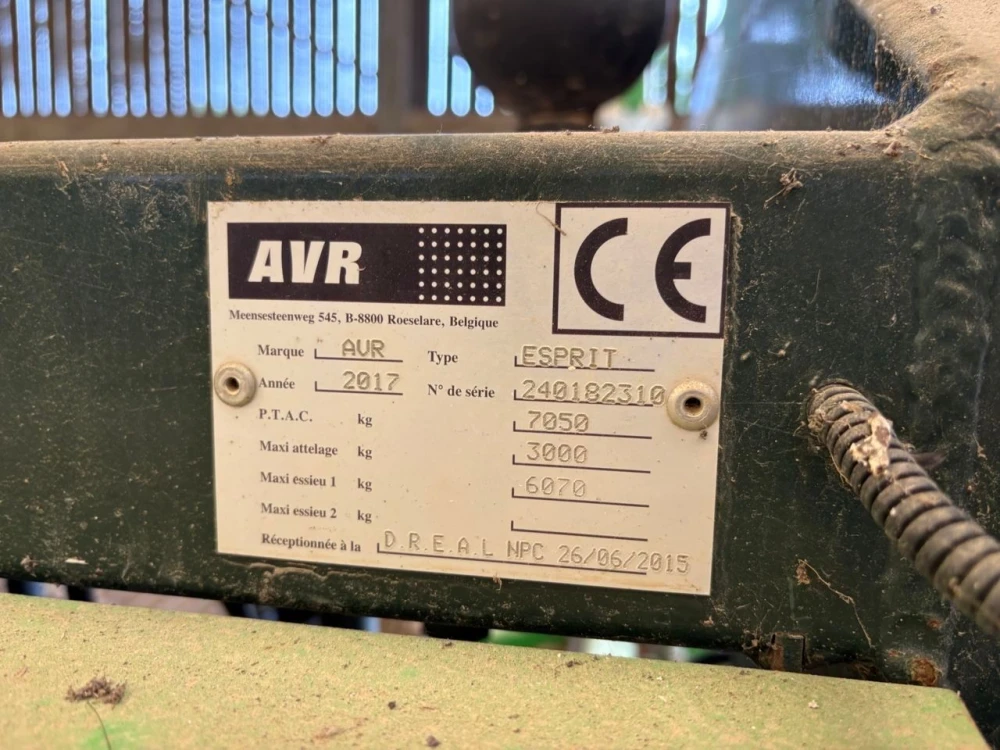 AVR
CE
Meensesteenweg 545, B-8800 Roeselare, Belgique
Marque AVR Type ESPRIT
Année 2017 N° de série 240182310
P.T.A.C. kg 7050
Maxi attelage kg 3000
Maxi essieu 1 kg 6070
Maxi essieu 2 kg
Réceptionnée à la D.R.E.A.L NPC 26/06/2015